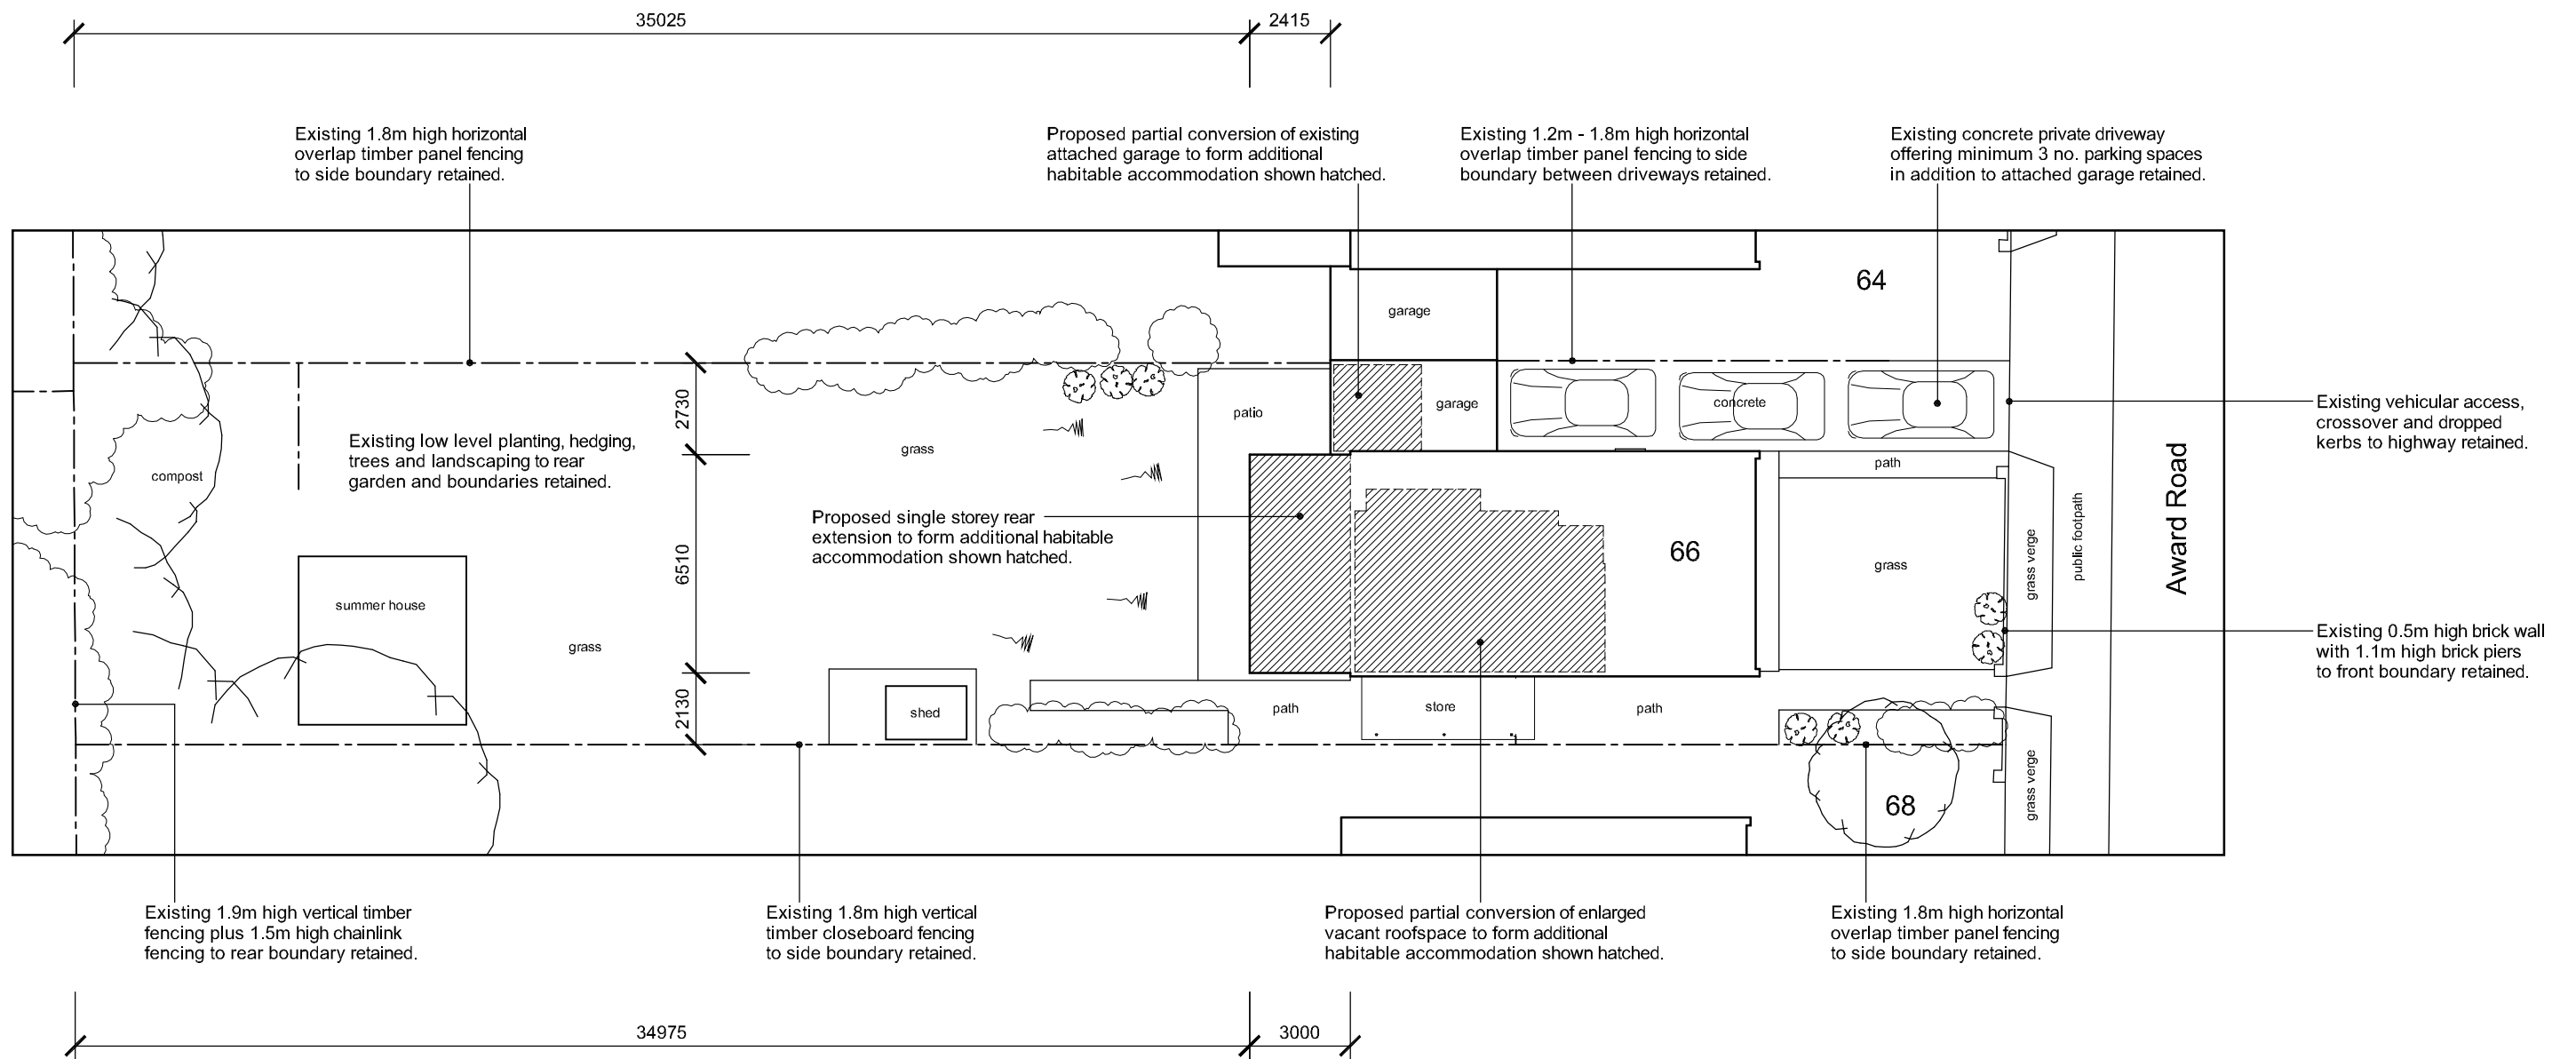 35025
2415
Existing 1.8m high horizontal
overlap timber panel fencing
to side boundary retained.
Proposed partial conversion of existing
attached garage to form additional
habitable accommodation shown hatched.
Existing 1.2m - 1.8m high horizontal
overlap timber panel fencing to side
boundary between driveways retained.
Existing concrete private driveway
offering minimum 3 no. parking spaces
in addition to attached garage retained.
64
garage
2730
patio
garage
concrete
Existing vehicular access,
crossover and dropped
kerbs to highway retained.
Existing low level planting, hedging,
trees and landscaping to rear
garden and boundaries retained.
grass
compost
path
Award Road
public footpath
Proposed single storey rear
extension to form additional habitable
accommodation shown hatched.
66
6510
grass
grass verge
summer house
grass
Existing 0.5m high brick wall
with 1.1m high brick piers
to front boundary retained.
2130
shed
path
store
path
68
grass verge
Existing 1.9m high vertical timber
fencing plus 1.5m high chainlink
fencing to rear boundary retained.
Existing 1.8m high vertical
timber closeboard fencing
to side boundary retained.
Proposed partial conversion of enlarged
vacant roofspace to form additional
habitable accommodation shown hatched.
Existing 1.8m high horizontal
overlap timber panel fencing
to side boundary retained.
34975
3000